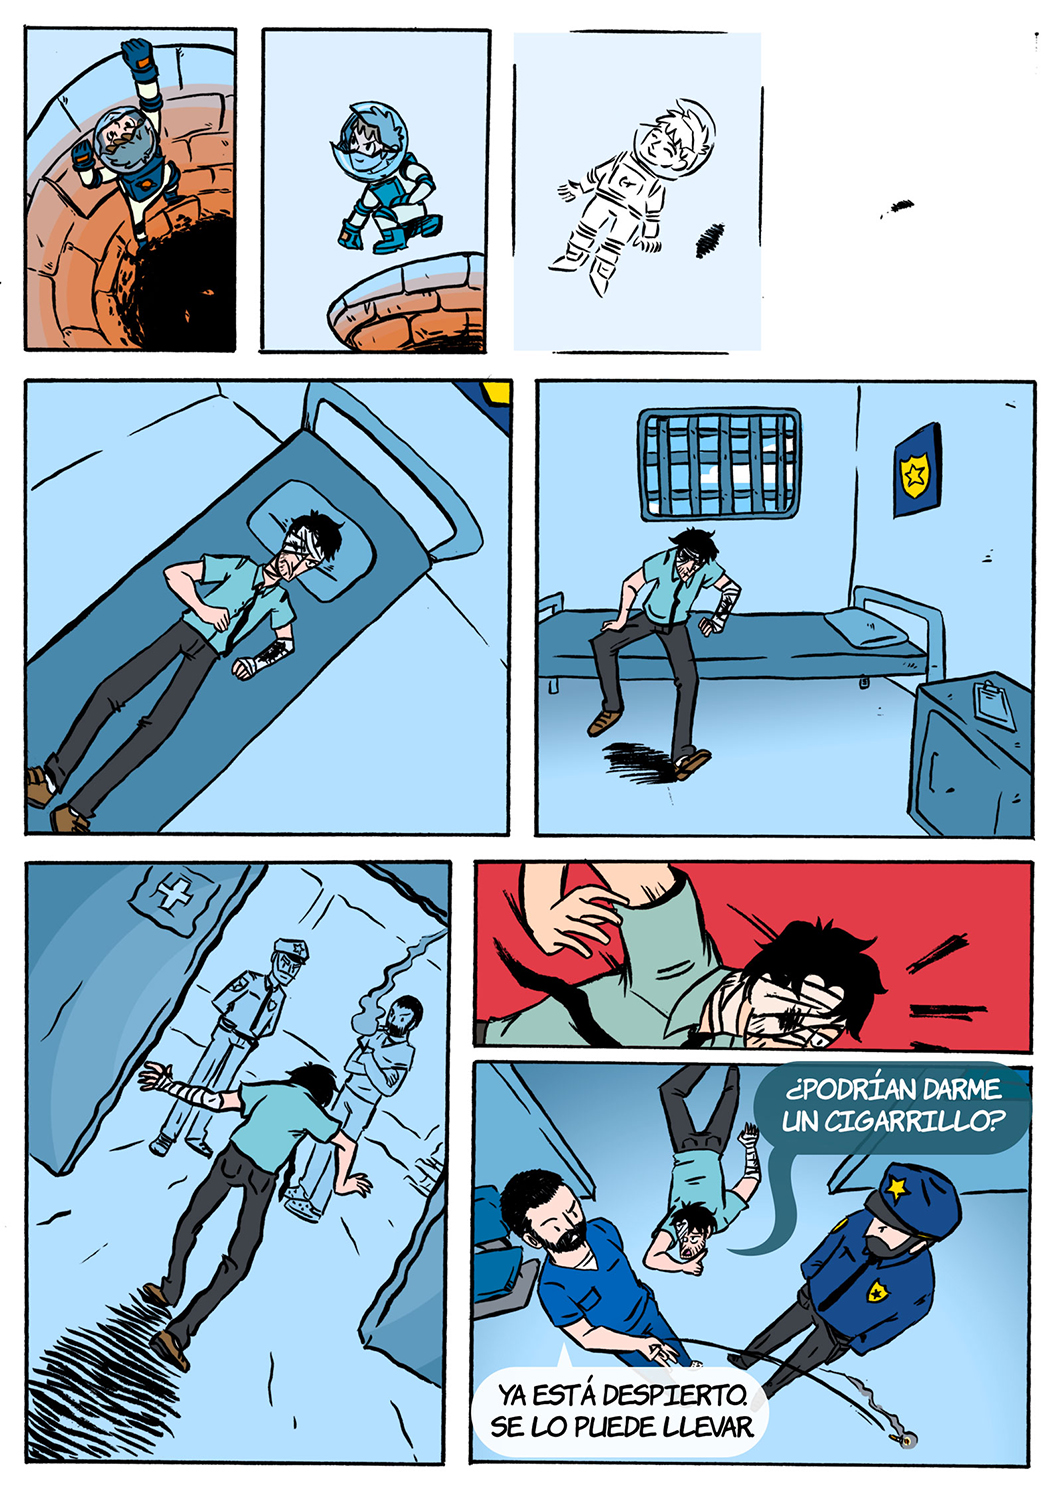 ¿PODRÍAN DARME
UN CIGARRILLO?
YA ESTÁ DESPIERTO.
SE LO PUEDE LLEVAR.